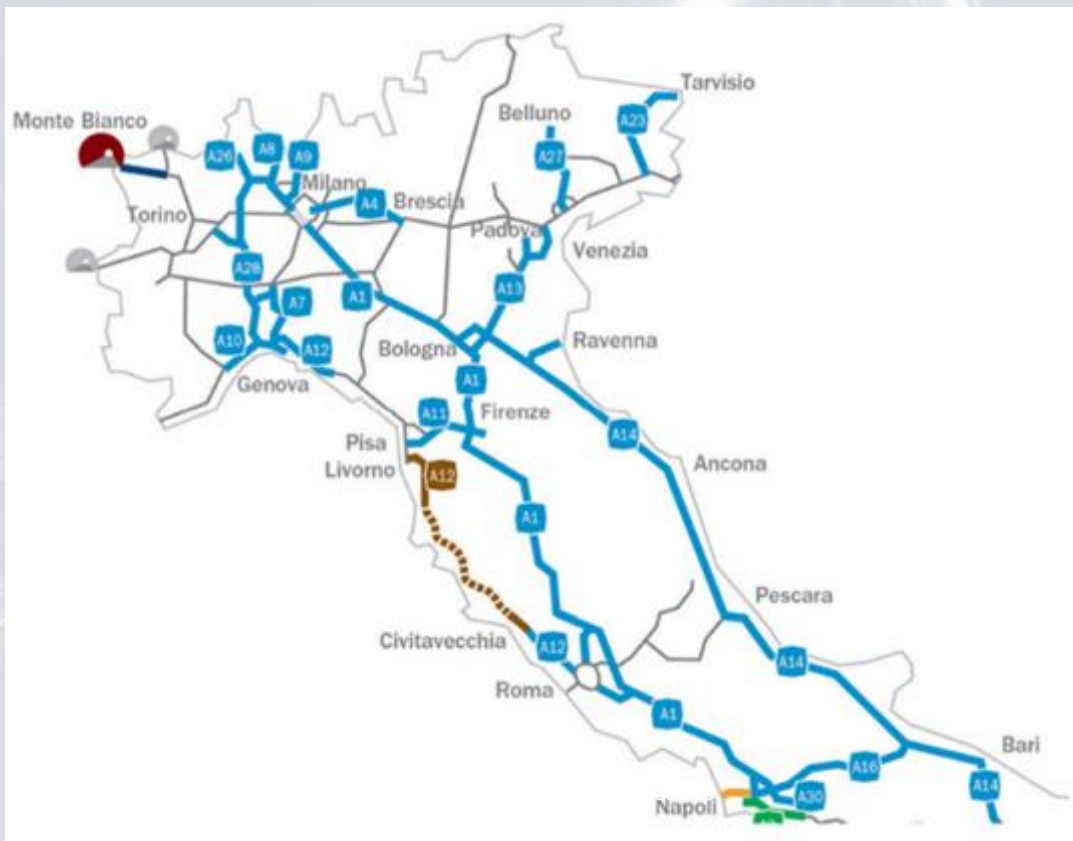 Tarvisio
Belluno
A23
Monte Bianco
A26
A8
A9
A27
Milano
A4
Brescia
Torino
Padova
Venezia
A26
A13
A7
A1
A10
A12
Bologna
Ravenna
Genova
A1
A11
Firenze
A14
Pisa
Livorno
A12
Ancona
A1
Pescara
Civitavecchia
A12
A14
Roma
A1
Bari
A16
A14
Napoli
A30